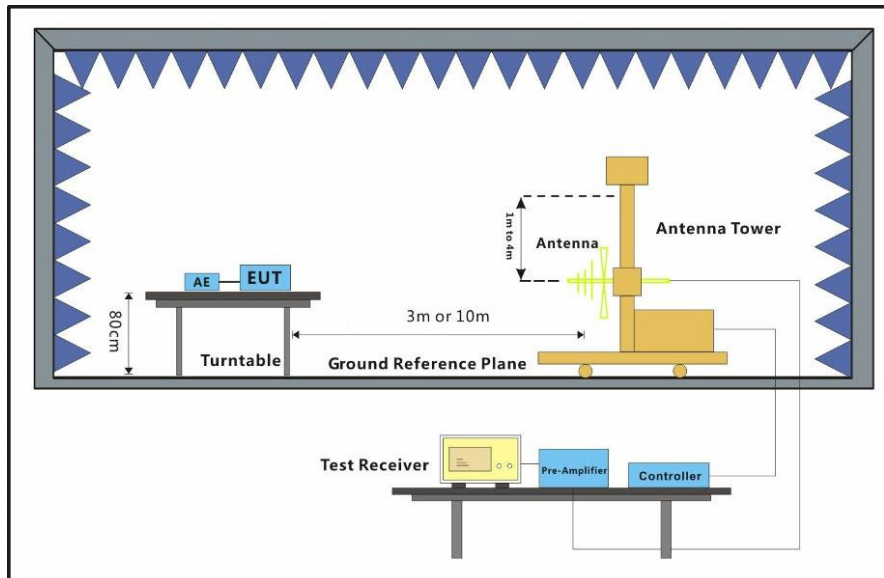 1m to 4m
Antenna
Antenna Tower
AE
EUT
80cm
3m or 10m
Turntable
Ground Reference Plane
Test Receiver
Pre-Amplifier
Controller